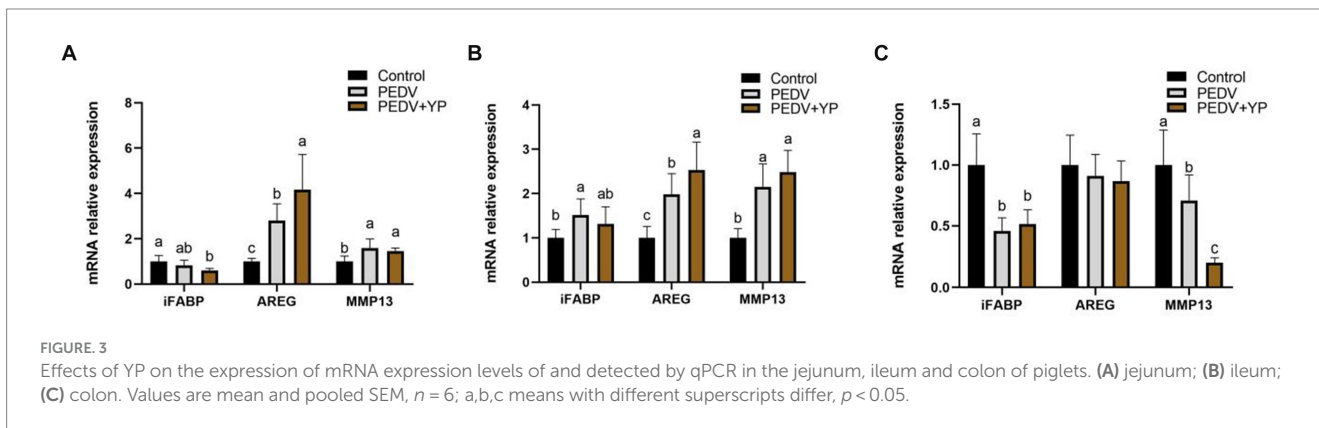 A
Control
PEDV
PEDV+YP
mRNA relative expression
8
6
4
2
0
a
ab
b
c
b
a
b
a
a
iFABP
AREG
MMP13
B
Control
PEDV
PEDV+YP
mRNA relative expression
4
3
2
1
0
b
a
ab
c
b
a
b
a
a
iFABP
AREG
MMP13
C
Control
PEDV
PEDV+YP
mRNA relative expression
1.5
1.0
0.5
0.0
a
b
b
a
b
c
iFABP
AREG
MMP13
FIGURE. 3
Effects of YP on the expression of mRNA expression levels of and detected by qPCR in the jejunum, ileum and colon of piglets. (A) jejunum; (B) ileum;
(C) colon. Values are mean and pooled SEM, n = 6; a,b,c means with different superscripts differ, p < 0.05.